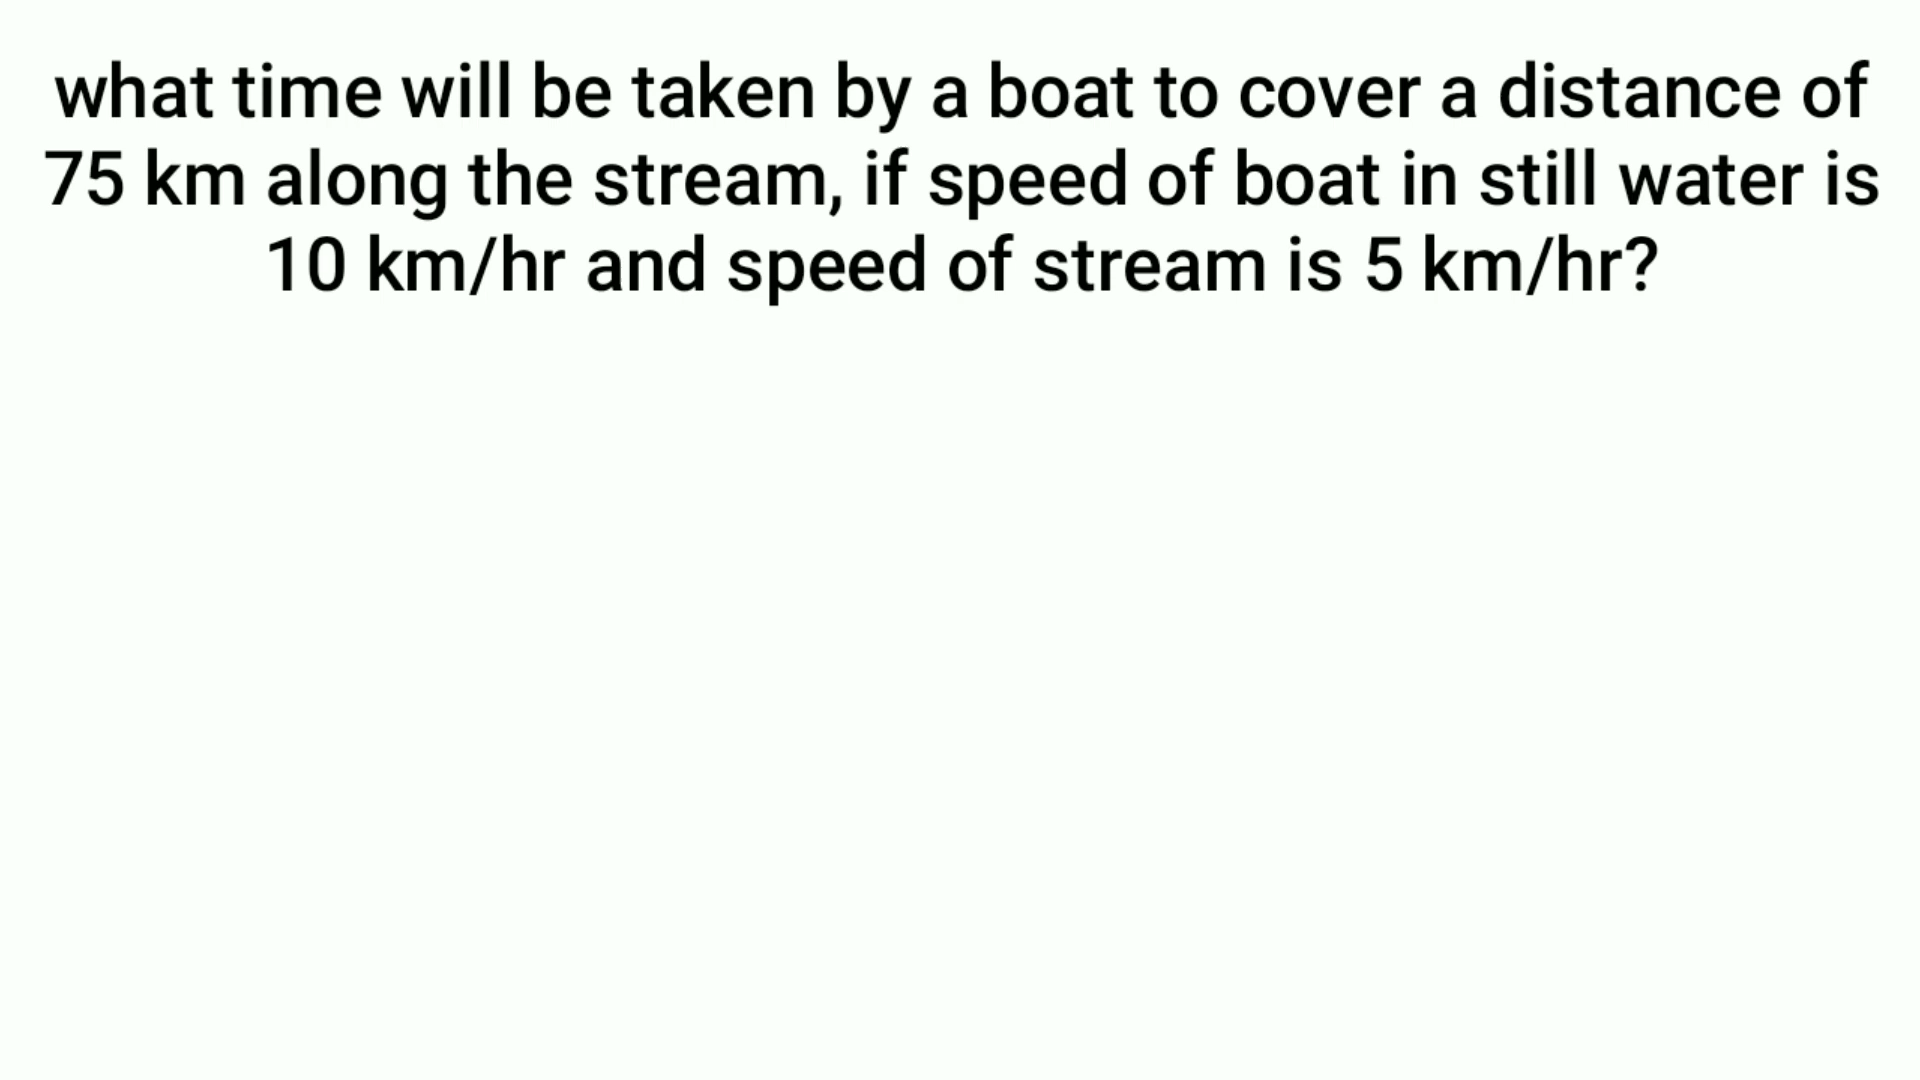 what time will be taken by a boat to cover a distance of
75 km along the stream, if speed of boat in still water is
10 km/hr and speed of stream is 5 km/hr?